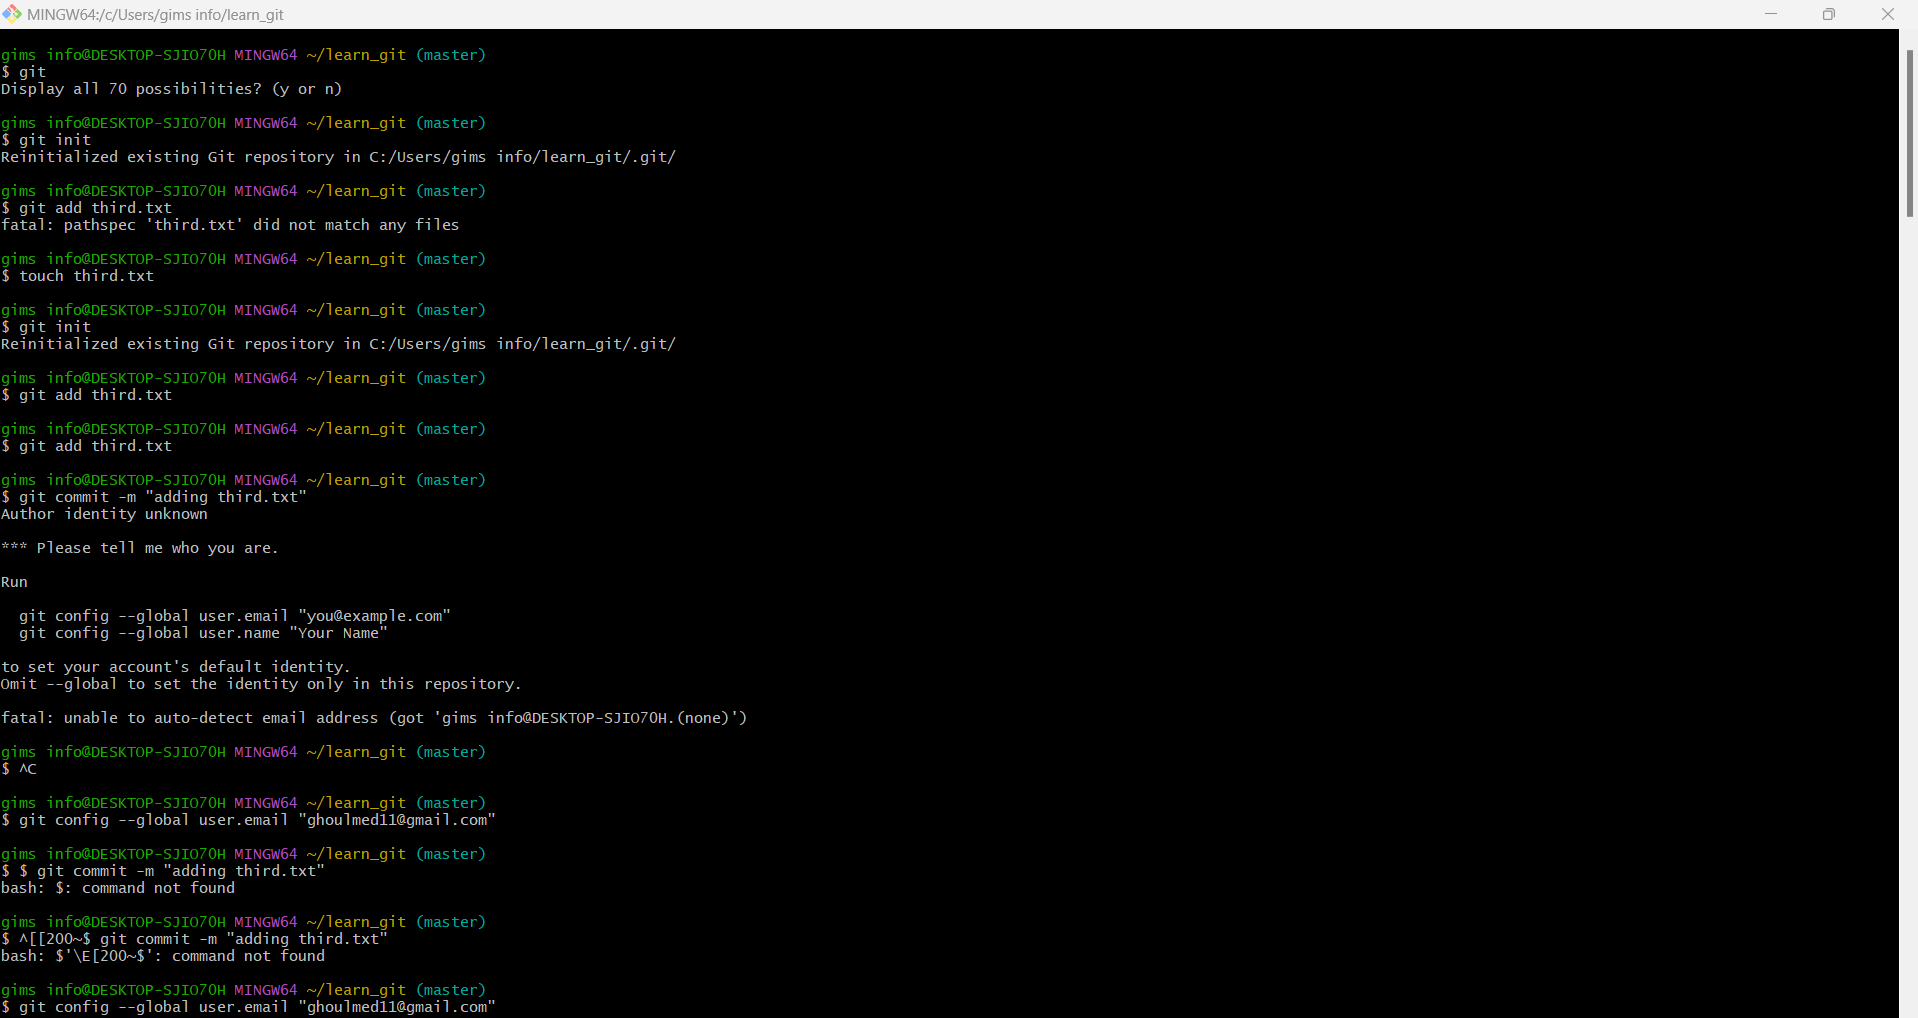 MINGW64:/c/Users/gims info/learn_git
gims info@DESKTOP-SJIO70H MINGW64 ~/learn_git (master)
$ git
Display all 70 possibilities? (y or n)
gims info@DESKTOP-SJIO70H MINGW64 ~/learn_git (master)
$ git init
Reinitialized existing Git repository in C:/Users/gims info/learn_git/.git/
gims info@DESKTOP-SJIO70H MINGW64 ~/learn_git (master)
$ git add third.txt
fatal: pathspec 'third.txt' did not match any files
gims info@DESKTOP-SJIO70H MINGW64 ~/learn_git (master)
$ touch third.txt
gims info@DESKTOP-SJIO70H MINGW64 ~/learn_git (master)
$ git init
Reinitialized existing Git repository in C:/Users/gims info/learn_git/.git/
gims info@DESKTOP-SJIO70H MINGW64 ~/learn_git (master)
$ git add third.txt
gims info@DESKTOP-SJIO70H MINGW64 ~/learn_git (master)
$ git add third.txt
gims info@DESKTOP-SJIO70H MINGW64 ~/learn_git (master)
$ git commit -m "adding third.txt"
Author identity unknown
*** Please tell me who you are.
Run
git config --global user.email "you@example.com"
git config --global user.name "Your Name"
to set your account's default identity.
Omit --global to set the identity only in this repository.
fatal: unable to auto-detect email address (got 'gims info@DESKTOP-SJIO70H.(none)')
gims info@DESKTOP-SJIO70H MINGW64 ~/learn_git (master)
$ ^C
gims info@DESKTOP-SJIO70H MINGW64 ~/learn_git (master)
$ git config --global user.email "ghoulmed11@gmail.com"
gims info@DESKTOP-SJIO70H MINGW64 ~/learn_git (master)
$ $ git commit -m "adding third.txt"
bash: $: command not found
gims info@DESKTOP-SJIO70H MINGW64 ~/learn_git (master)
$ ^[[200~$ git commit -m "adding third.txt"
bash: $'\E[200~$': command not found
gims info@DESKTOP-SJIO70H MINGW64 ~/learn_git (master)
$ git config --global user.email "ghoulmed11@gmail.com"